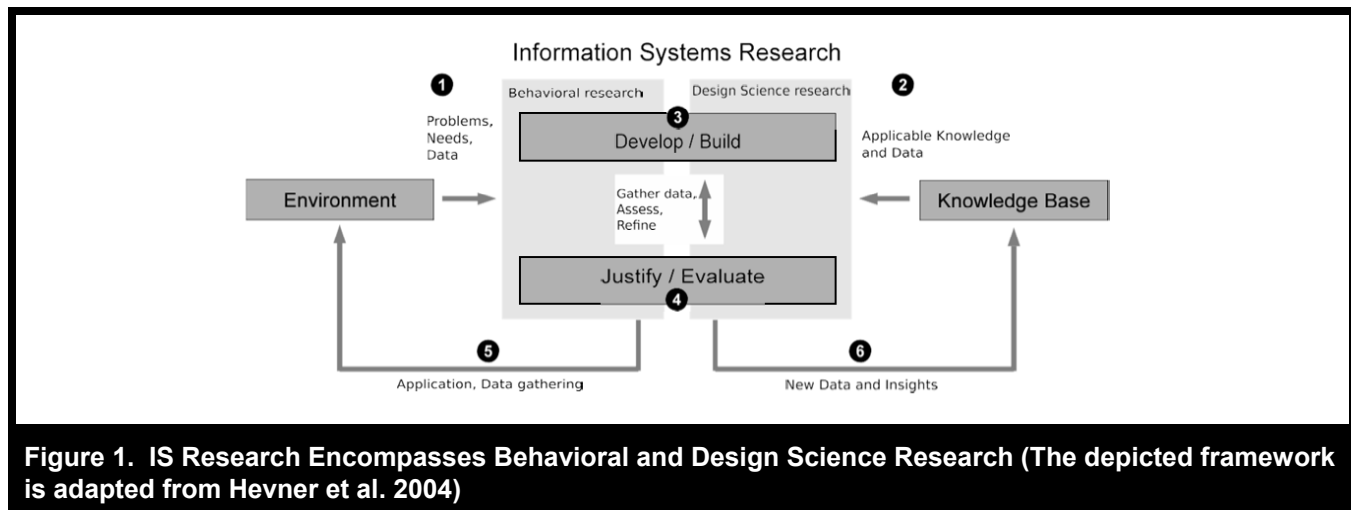 Information Systems Research
1
2
Behavioral research
Design Science research
3
Problems,
Needs,
Data
Develop / Build
Applicable Knowledge
and Data
Environment
Gather data,
Assess,
Refine
Knowledge Base
Justify / Evaluate
4
5
6
Application, Data gathering
New Data and Insights
Figure 1. IS Research Encompasses Behavioral and Design Science Research (The depicted framework
is adapted from Hevner et al. 2004)